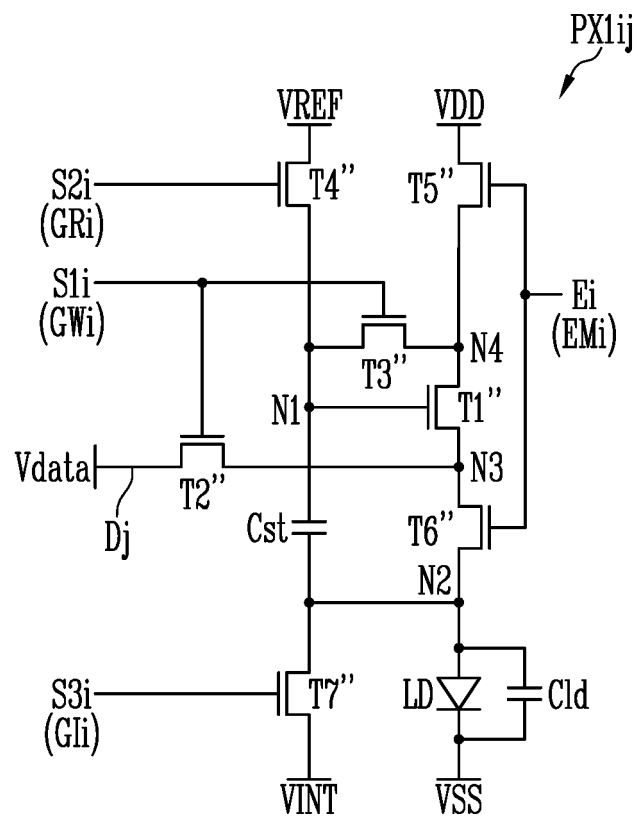 PX1ij
VREF
VDD
S2i
(GRi)
T4''
T5''
S1i
(GWi)
Ei
(EMi)
T3''
N4
N1
T1''
Vdata
T2''
N3
Dj
Cst
T6''
N2
S3i
(GIi)
T7''
LD
Cld
VINT
VSS